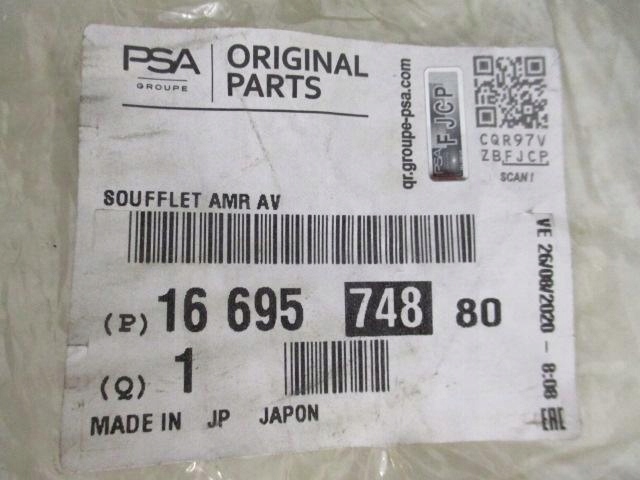 PSA
GROUPE
ORIGINAL
PARTS
qr.groupe-psa.com
PSA
FJCP
CQR97V
ZBFJCP
SCAN!
SOUFFLET AMR AV
(P) 16 695 748 80
(Q) 1
MADE IN JP JAPON
VE 26/08/2020 - 8:08
EAC